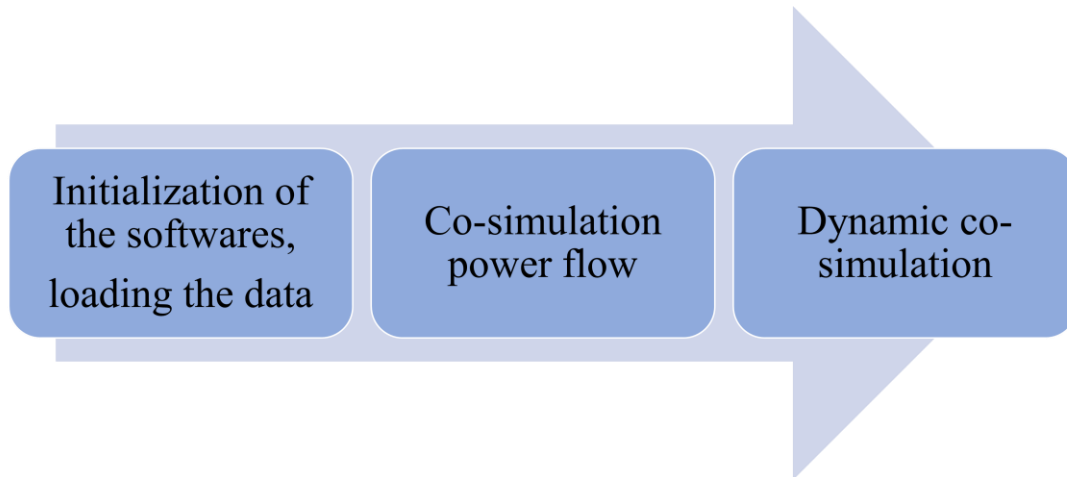 Initialization of
the softwares,
loading the data
Co-simulation
power flow
Dynamic co-
simulation